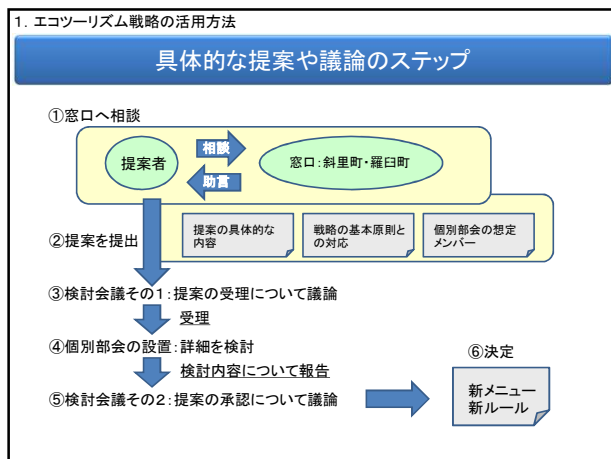 1．エコツーリズム戦略の活用方法
具体的な提案や議論のステップ
①窓口へ相談
提案者
相談
助言
窓口：斜里町・羅臼町
②提案を提出
提案の具体的な
内容
戦略の基本原則と
の対応
個別部会の想定
メンバー
③検討会議その１：提案の受理について議論
受理
④個別部会の設置：詳細を検討
検討内容について報告
⑤検討会議その２：提案の承認について議論
⑥決定
新メニュー
新ルール